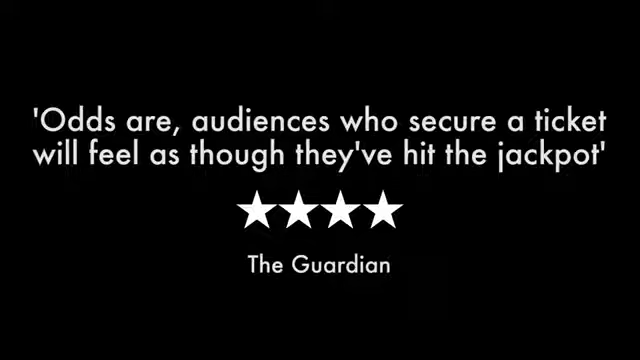 'Odds are, audiences who secure a ticket
will feel as though they've hit the jackpot'
★★★★
The Guardian